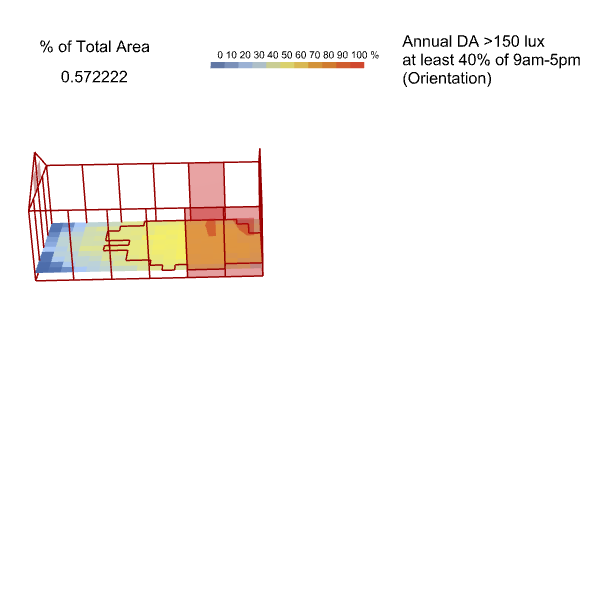 % of Total Area
0.572222
0 10 20 30 40 50 60 70 80 90 100 %
Annual DA >150 lux
at least 40% of 9am-5pm
(Orientation)